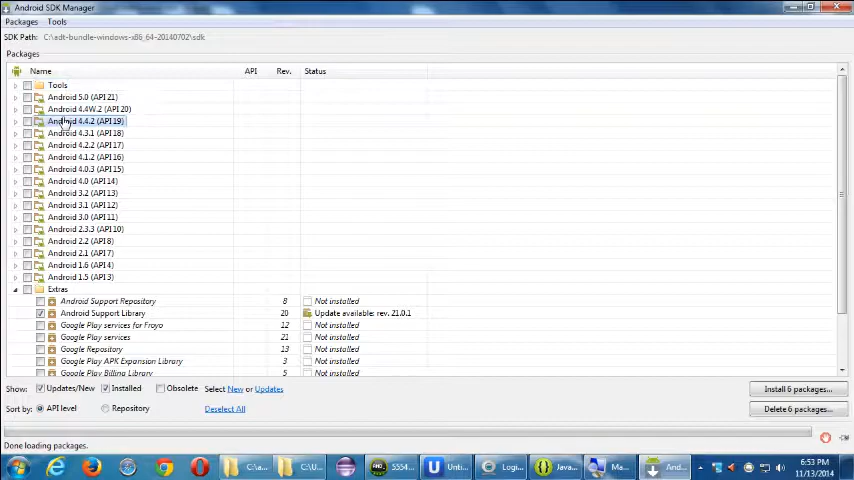 Android SDK Manager
Packages Tools
SDK Path: C:\adt-bundle-windows-x86_64-20140702\sdk
Packages
Name API Rev. Status
Tools
Android 5.0 (API 21)
Android 4.4W.2 (API 20)
Android 4.4.2 (API 19)
Android 4.3.1 (API 18)
Android 4.2.2 (API 17)
Android 4.1.2 (API 16)
Android 4.0.3 (API 15)
Android 4.0 (API 14)
Android 3.2 (API 13)
Android 3.1 (API 12)
Android 3.0 (API 11)
Android 2.3.3 (API 10)
Android 2.2 (API 8)
Android 2.1 (API 7)
Android 1.6 (API 4)
Android 1.5 (API 3)
Extras
Android Support Repository 8 Not installed
Android Support Library 20 Update available: rev. 21.0.1
Google Play services for Froyo 12 Not installed
Google Play services 21 Not installed
Google Repository 13 Not installed
Google Play APK Expansion Library 3 Not installed
Google Play Billing Library 5 Not installed
Show: Updates/New Installed Obsolete Select New or Updates Install 6 packages...
Sort by: API level Repository Deselect All Delete 6 packages...
Done loading packages.
C:\a... C:\U... 5554... Unti... Logi... Java... Ma... And...
6:53 PM
11/13/2014